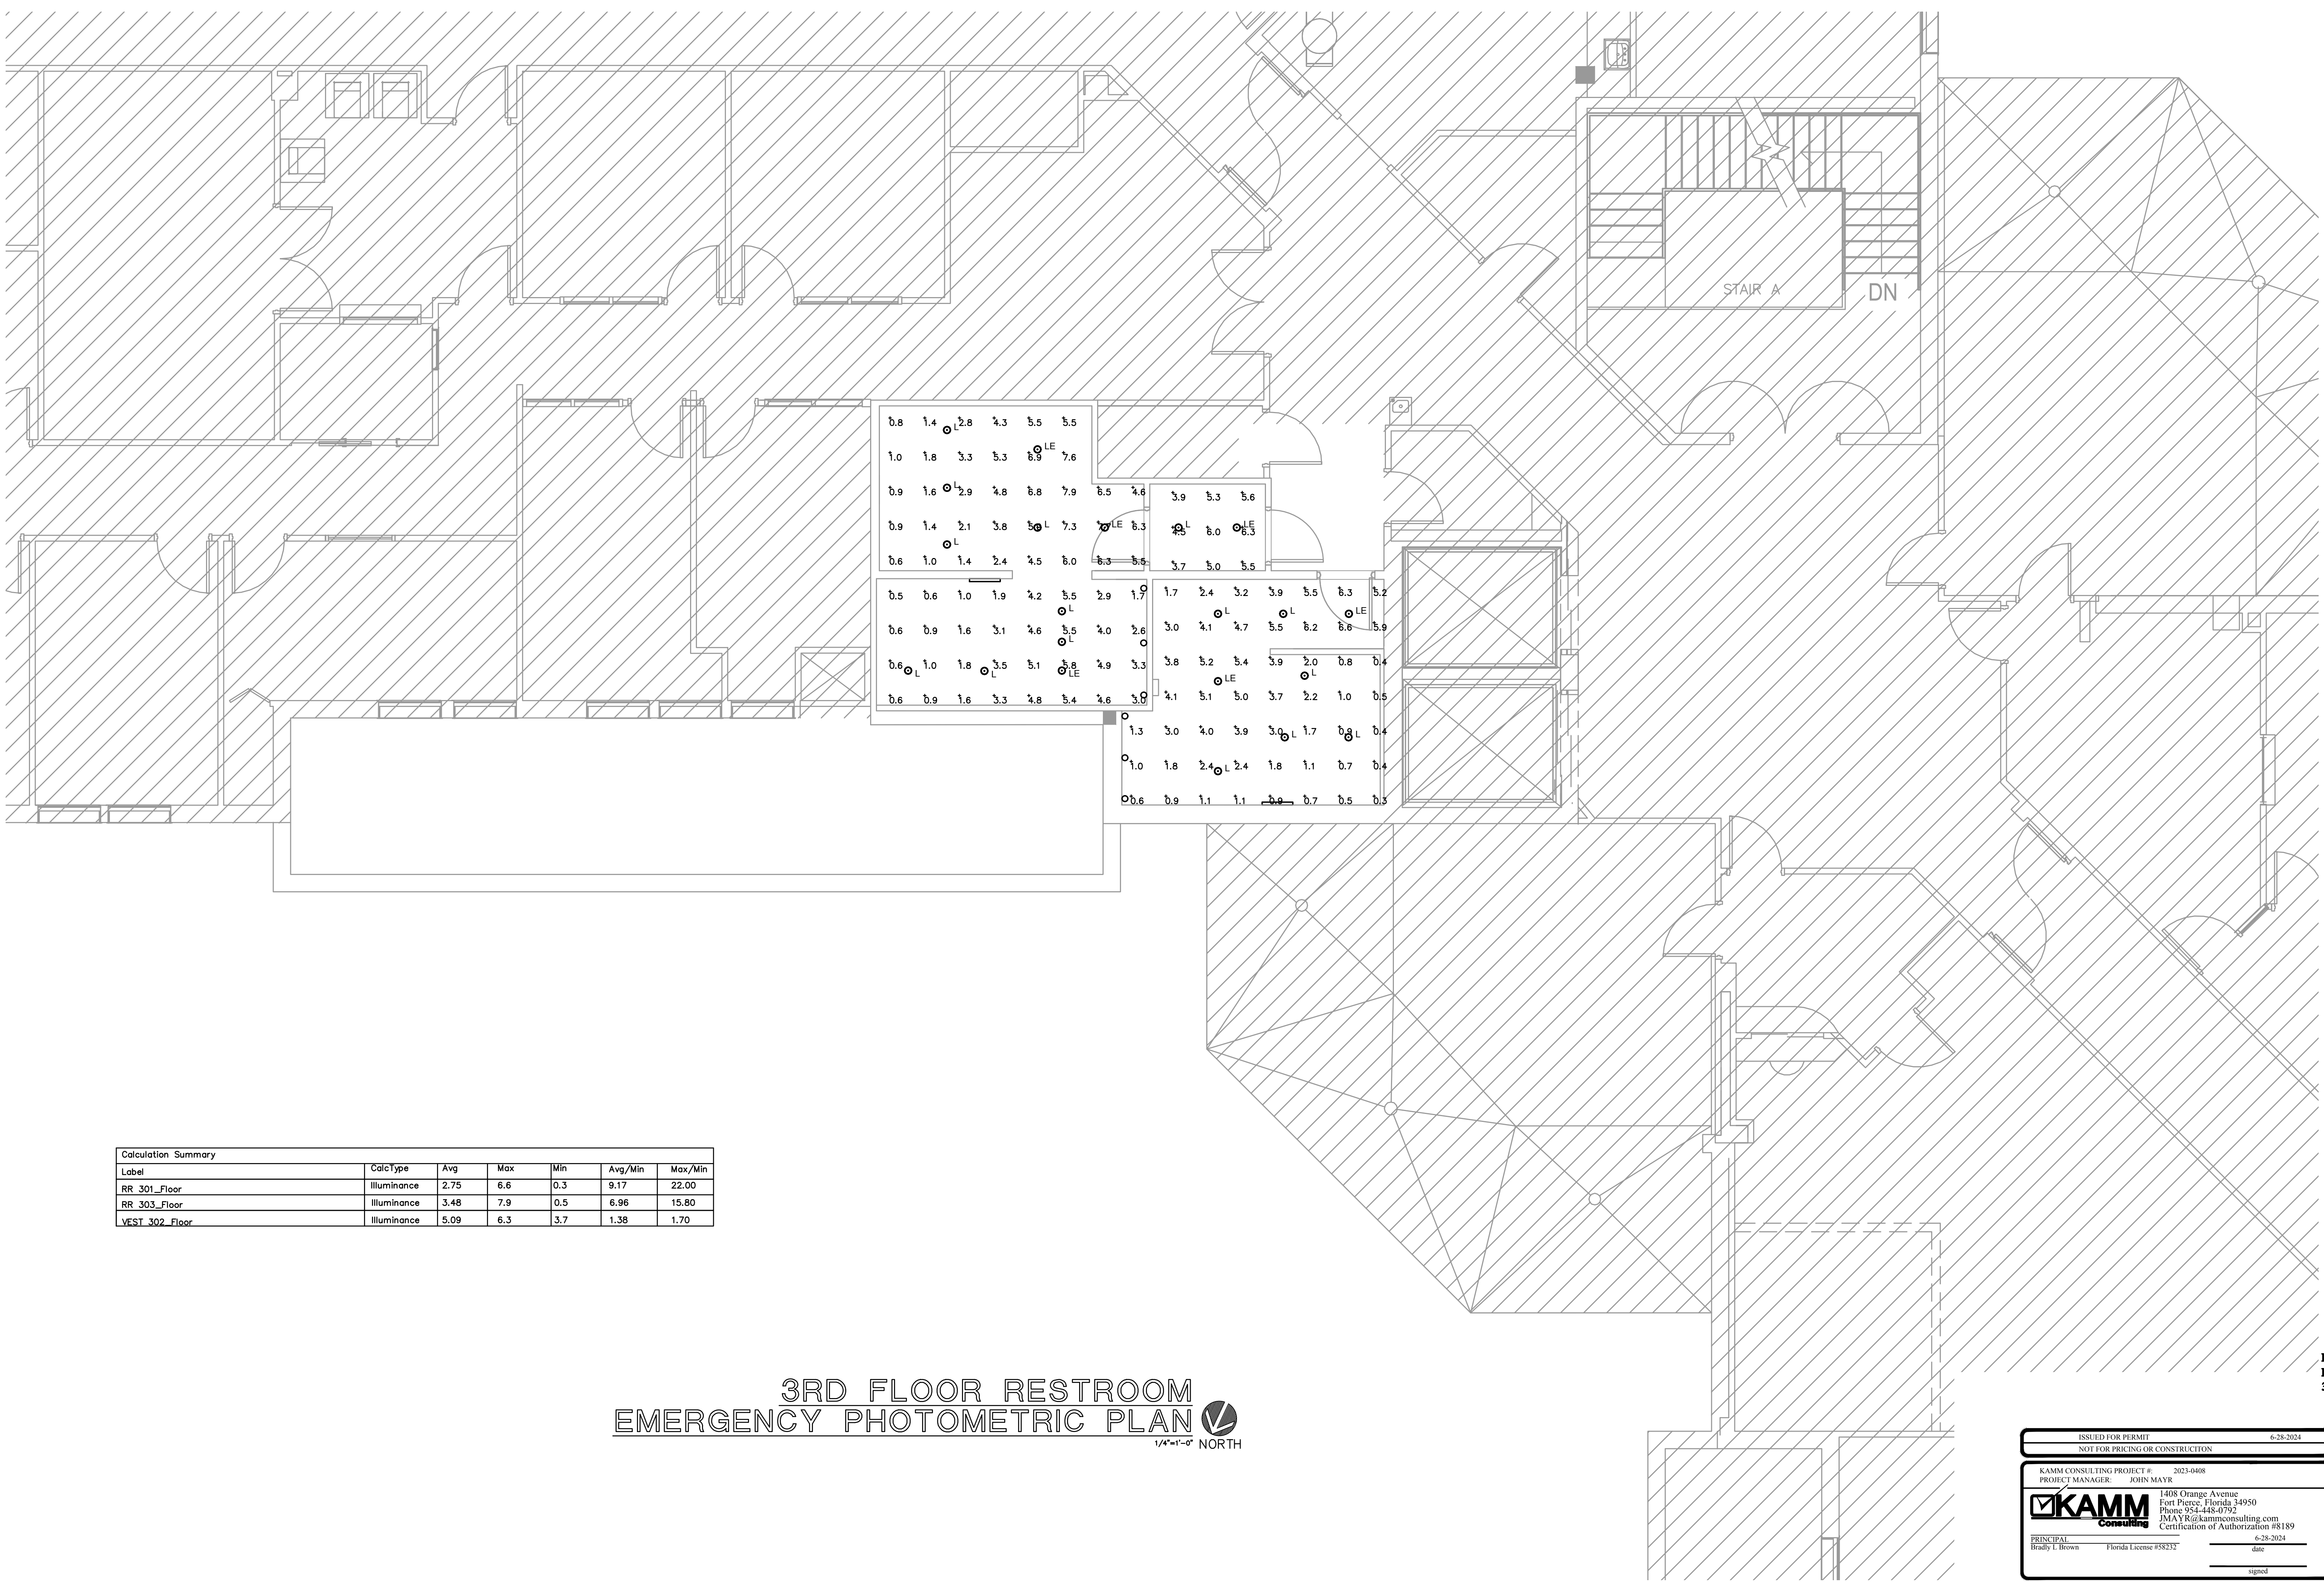 STAIR A
DN
0.8 1.4 L 2.8 4.3 5.5 5.5
LE
1.0 1.8 3.3 5.3 6.9 7.6
0.9 1.6 L 2.9 4.8 6.8 7.9 6.5 4.6
3.9 5.3 5.6
0.9 1.4 2.1 3.8 L 7.3 LE 6.3
4.5 L 6.0 LE 6.3
L
0.6 1.0 1.4 2.4 4.5 6.0 6.3 5.5
3.7 5.0 5.5
0.5 0.6 1.0 1.9 4.2 5.5 2.9 1.7
1.7 2.4 3.2 3.9 5.5 6.3 5.2
L
L L LE
0.6 0.9 1.6 3.1 4.6 5.5 4.0 2.6
3.0 4.1 4.7 5.5 6.2 6.6 5.9
L
0.6 L 1.0 1.8 L 3.5 5.1 5.8 LE 4.9 3.3
3.8 5.2 5.4 3.9 2.0 0.8 0.4
LE L
0.6 0.9 1.6 3.3 4.8 5.4 4.6 3.0
4.1 5.1 5.0 3.7 2.2 1.0 0.5
1.3 3.0 4.0 3.9 3.0 L 1.7 0.9 L 0.4
1.0 1.8 2.4 L 2.4 1.8 1.1 0.7 0.4
0.6 0.9 1.1 1.1 0.9 0.7 0.5 0.3
Calculation Summary
Label CalcType Avg Max Min Avg/Min Max/Min
RR 301_Floor Illuminance 2.75 6.6 0.3 9.17 22.00
RR 303_Floor Illuminance 3.48 7.9 0.5 6.96 15.80
VEST 302_Floor Illuminance 5.09 6.3 3.7 1.38 1.70
3RD FLOOR RESTROOM
EMERGENCY PHOTOMETRIC PLAN
1/4"=1'-0" NORTH
ISSUED FOR PERMIT 6-28-2024
NOT FOR PRICING OR CONSTRUCITON
KAMM CONSULTING PROJECT #: 2023-0408
PROJECT MANAGER: JOHN MAYR
KAMM
Consulting
1408 Orange Avenue
Fort Pierce, Florida 34950
Phone 954-448-0792
JMAYR@kammconsulting.com
Certification of Authorization #8189
PRINCIPAL
Bradly L Brown Florida License #58232
6-28-2024
date
signed